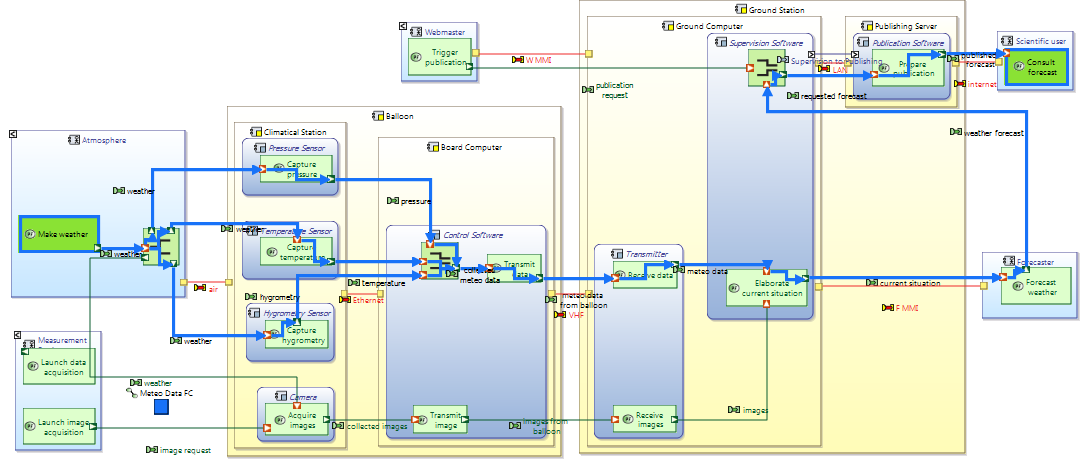 Ground Station
Webmaster
Trigger
publication
W MMI
publication
request
Ground Computer
Supervision Software
Supervision to Publishing
LAN
requested forecast
Publishing Server
Publication Software
Prepare
publication
published
forecast
internet
Scientific user
Consult
forecast
weather forecast
Balloon
Climatical Station
Pressure Sensor
Capture
pressure
pressure
Board Computer
Atmosphere
weather
Make weather
weather
weather
air
weather
Temperature Sensor
Capture
temperature
temperature
hygrometry
Ethernet
Hygrometry Sensor
Capture
hygrometry
Control Software
collected
meteo data
Transmit
data
meteo data
from balloon
VHF
Transmitter
Receive data
meteo data
Elaborate
current situation
current situation
F MMI
Forecaster
Forecast
weather
Measurement
Launch data
acquisition
Launch image
acquisition
weather
Meteo Data FC
image request
Camera
Acquire
images
collected images
Transmit
image
images from
balloon
Receive
images
images